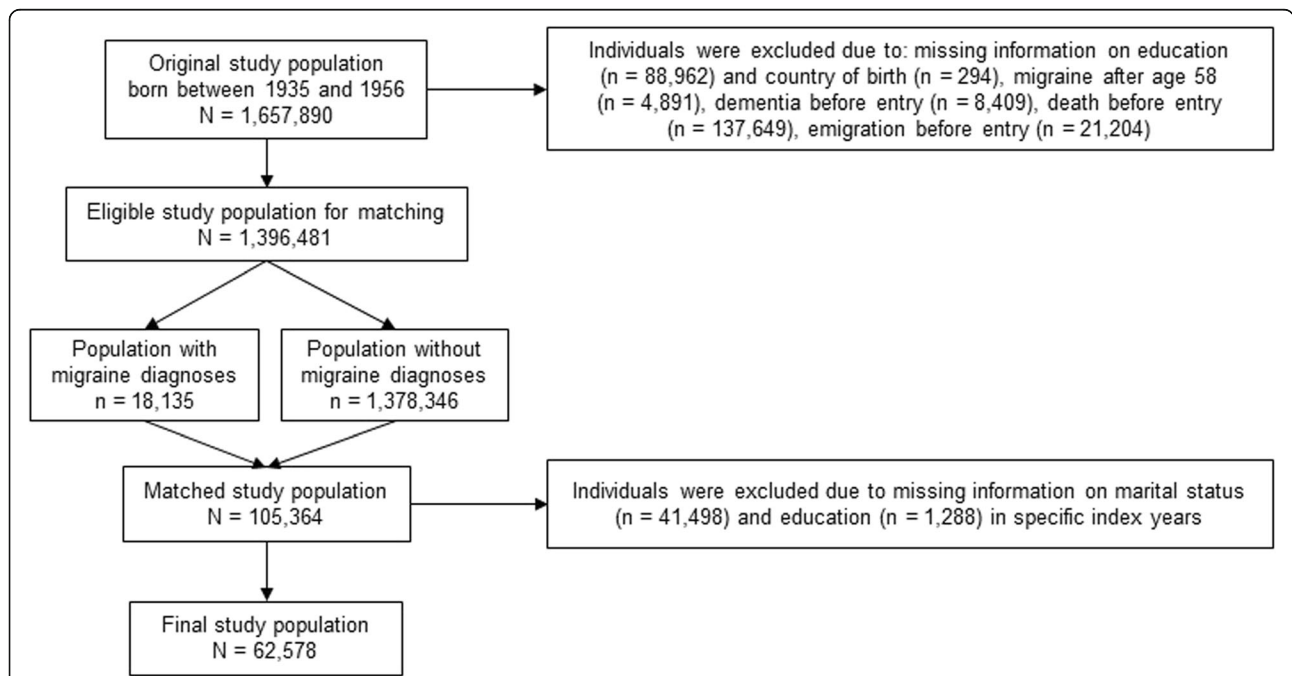 Original study population
born between 1935 and 1956
N = 1,657,890
Individuals were excluded due to: missing information on education
(n = 88,962) and country of birth (n = 294), migraine after age 58
(n = 4,891), dementia before entry (n = 8,409), death before entry
(n = 137,649), emigration before entry (n = 21,204)
Eligible study population for matching
N = 1,396,481
Population with
migraine diagnoses
n = 18,135
Population without
migraine diagnoses
n = 1,378,346
Matched study population
N = 105,364
Individuals were excluded due to missing information on marital status
(n = 41,498) and education (n = 1,288) in specific index years
Final study population
N = 62,578